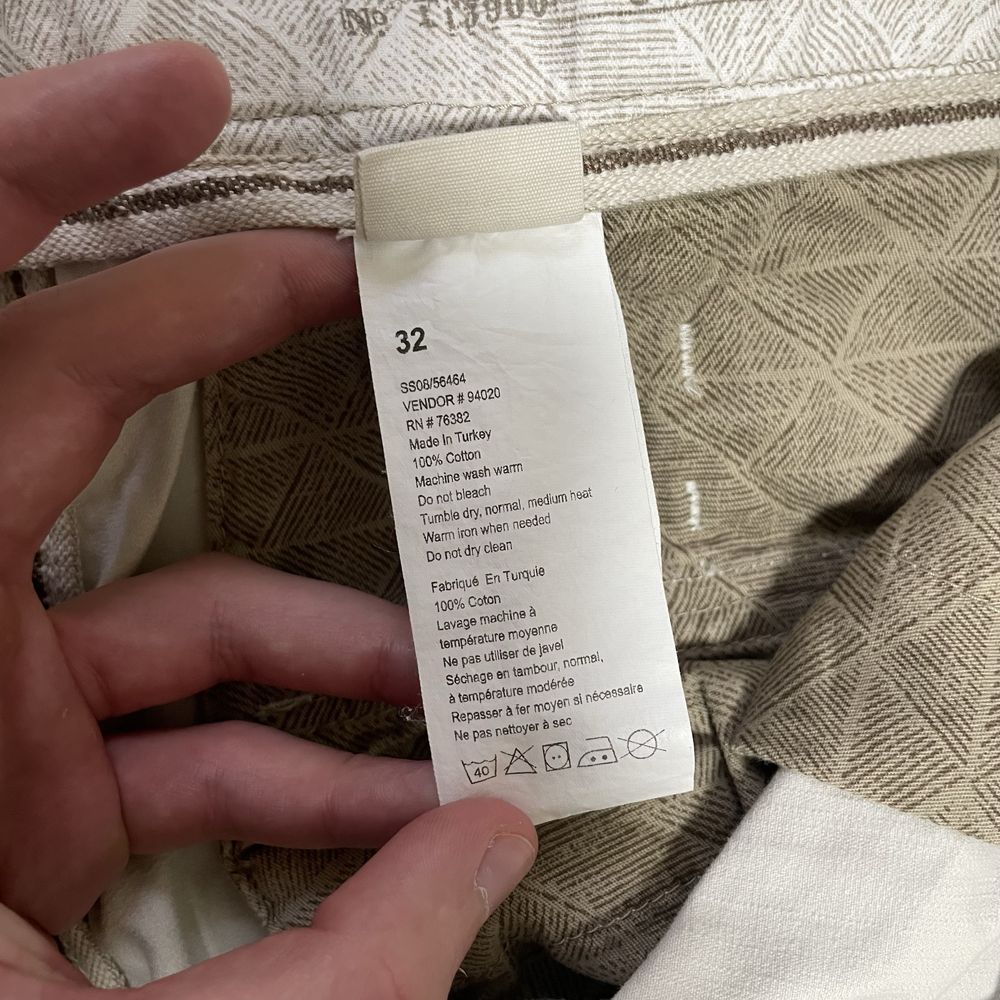 No
32
SS08/56464
VENDOR # 94020
RN # 76382
Made In Turkey
100% Cotton
Machine wash warm
Do not bleach
Tumble dry, normal, medium heat
Warm iron when needed
Do not dry clean
Fabriqué En Turquie
100% Coton
Lavage machine à
température moyenne
Ne pas utiliser de javel
Séchage en tambour, normal,
à température modérée
Repasser à fer moyen si nécessaire
Ne pas nettoyer à sec
40